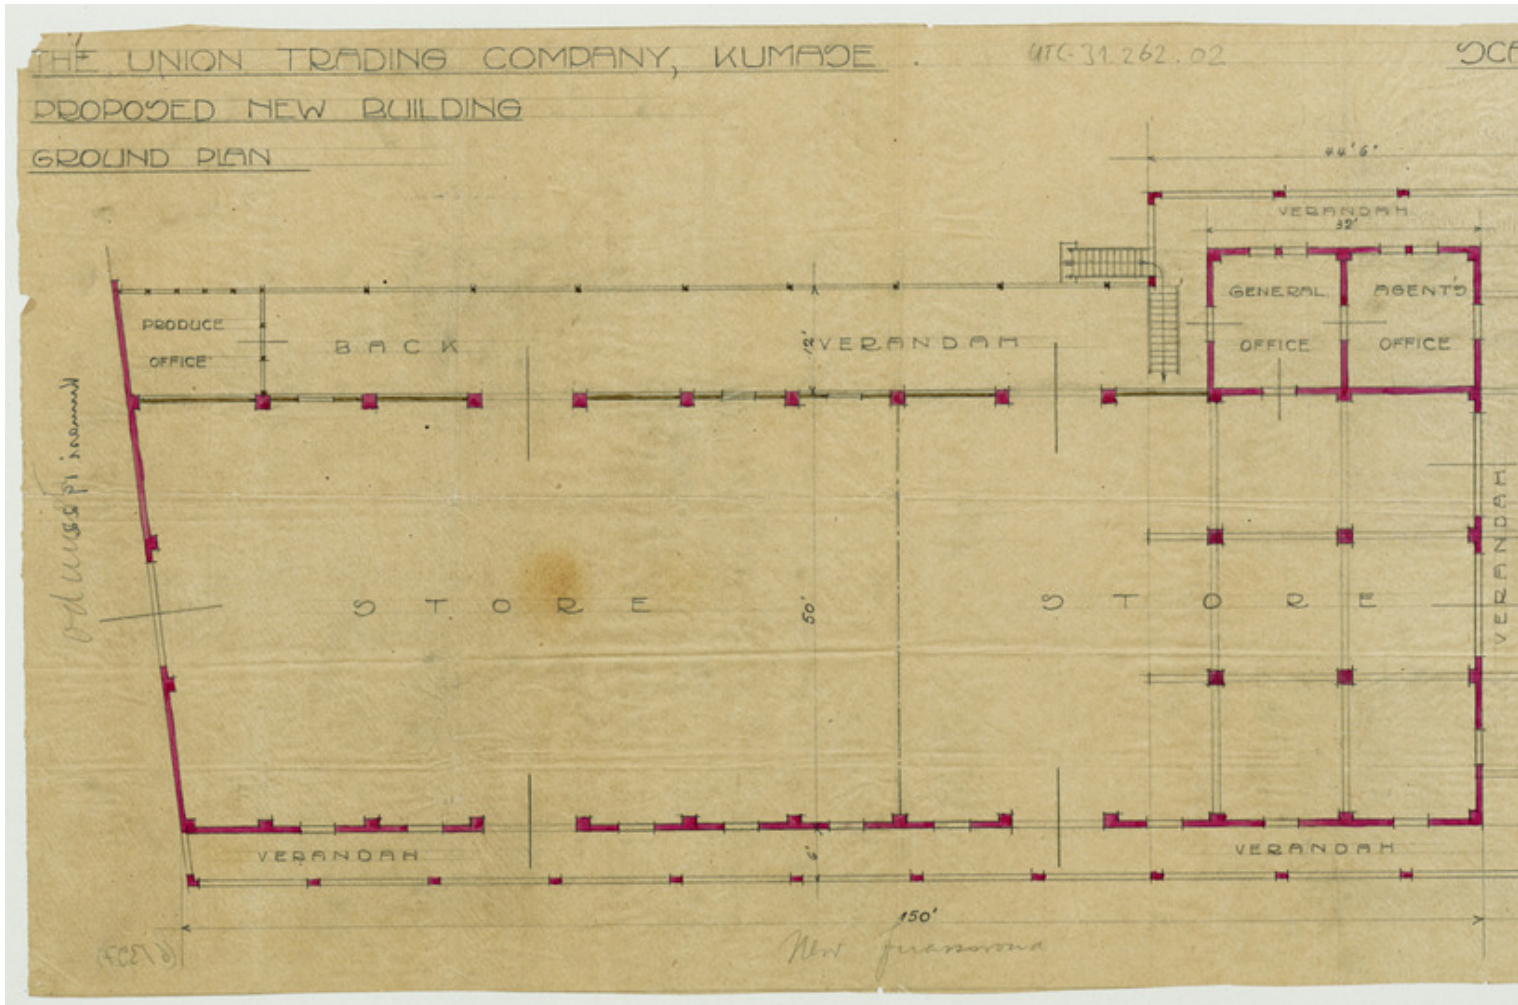 THE UNION TRADING COMPANY, KUMASE.
UTC-31.262.02
PROPOSED NEW BUILDING
GROUND PLAN
44'6"
VERANDAH
32'
GENERAL
OFFICE
AGENT'S
OFFICE
PRODUCE
OFFICE
BACK
12'
VERANDAH
VERANDAH
STORE
50'
STORE
VERANDAH
6'
VERANDAH
150'
New